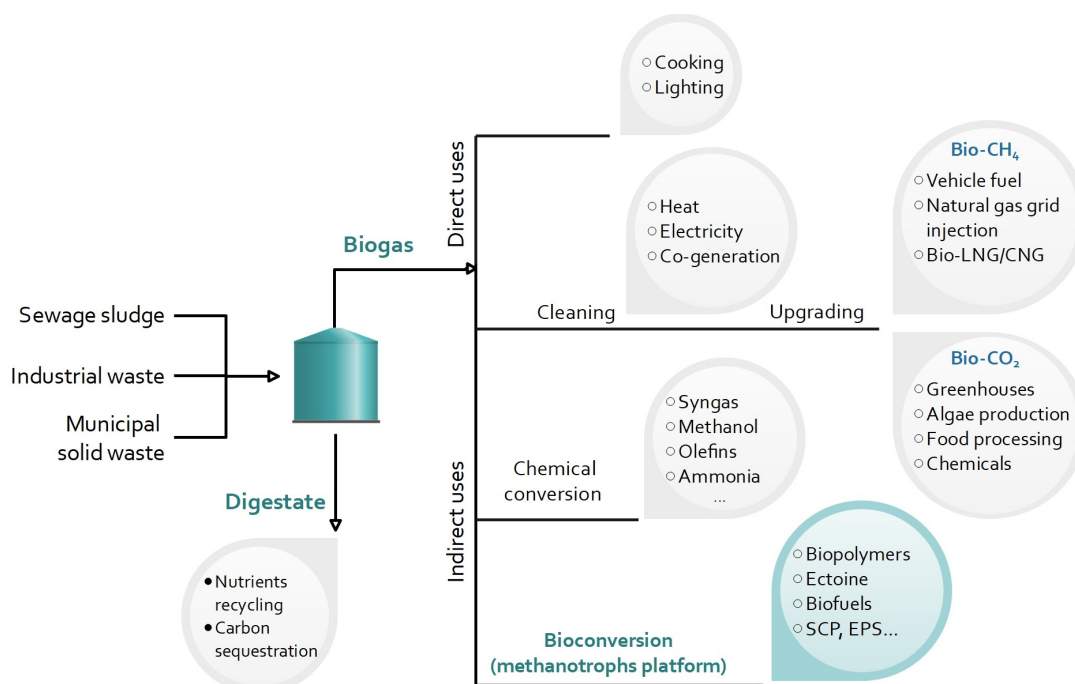 Sewage sludge
Industrial waste
Municipal
solid waste
Biogas
Digestate
● Nutrients
recycling
● Carbon
sequestration
Direct uses
Indirect uses
○ Cooking
○ Lighting
○ Heat
○ Electricity
○ Co-generation
Cleaning
Upgrading
Bio-CH₄
○ Vehicle fuel
○ Natural gas grid
injection
○ Bio-LNG/CNG
Bio-CO₂
○ Greenhouses
○ Algae production
○ Food processing
○ Chemicals
Chemical
conversion
○ Syngas
○ Methanol
○ Olefins
○ Ammonia
...
Bioconversion
(methanotrophs platform)
○ Biopolymers
○ Ectoine
○ Biofuels
○ SCP, EPS...